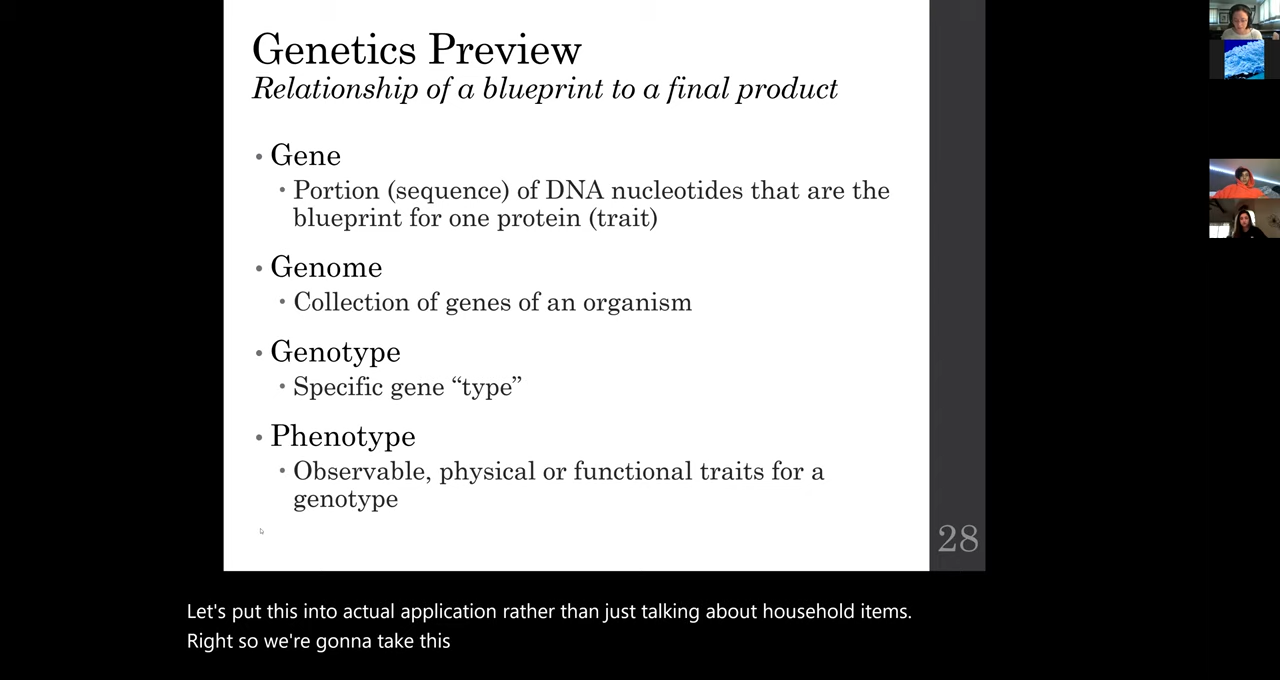 Genetics Preview
Relationship of a blueprint to a final product
• Gene
• Portion (sequence) of DNA nucleotides that are the
blueprint for one protein (trait)
• Genome
• Collection of genes of an organism
• Genotype
• Specific gene “type”
• Phenotype
• Observable, physical or functional traits for a
genotype
28
Let's put this into actual application rather than just talking about household items.
Right so we're gonna take this